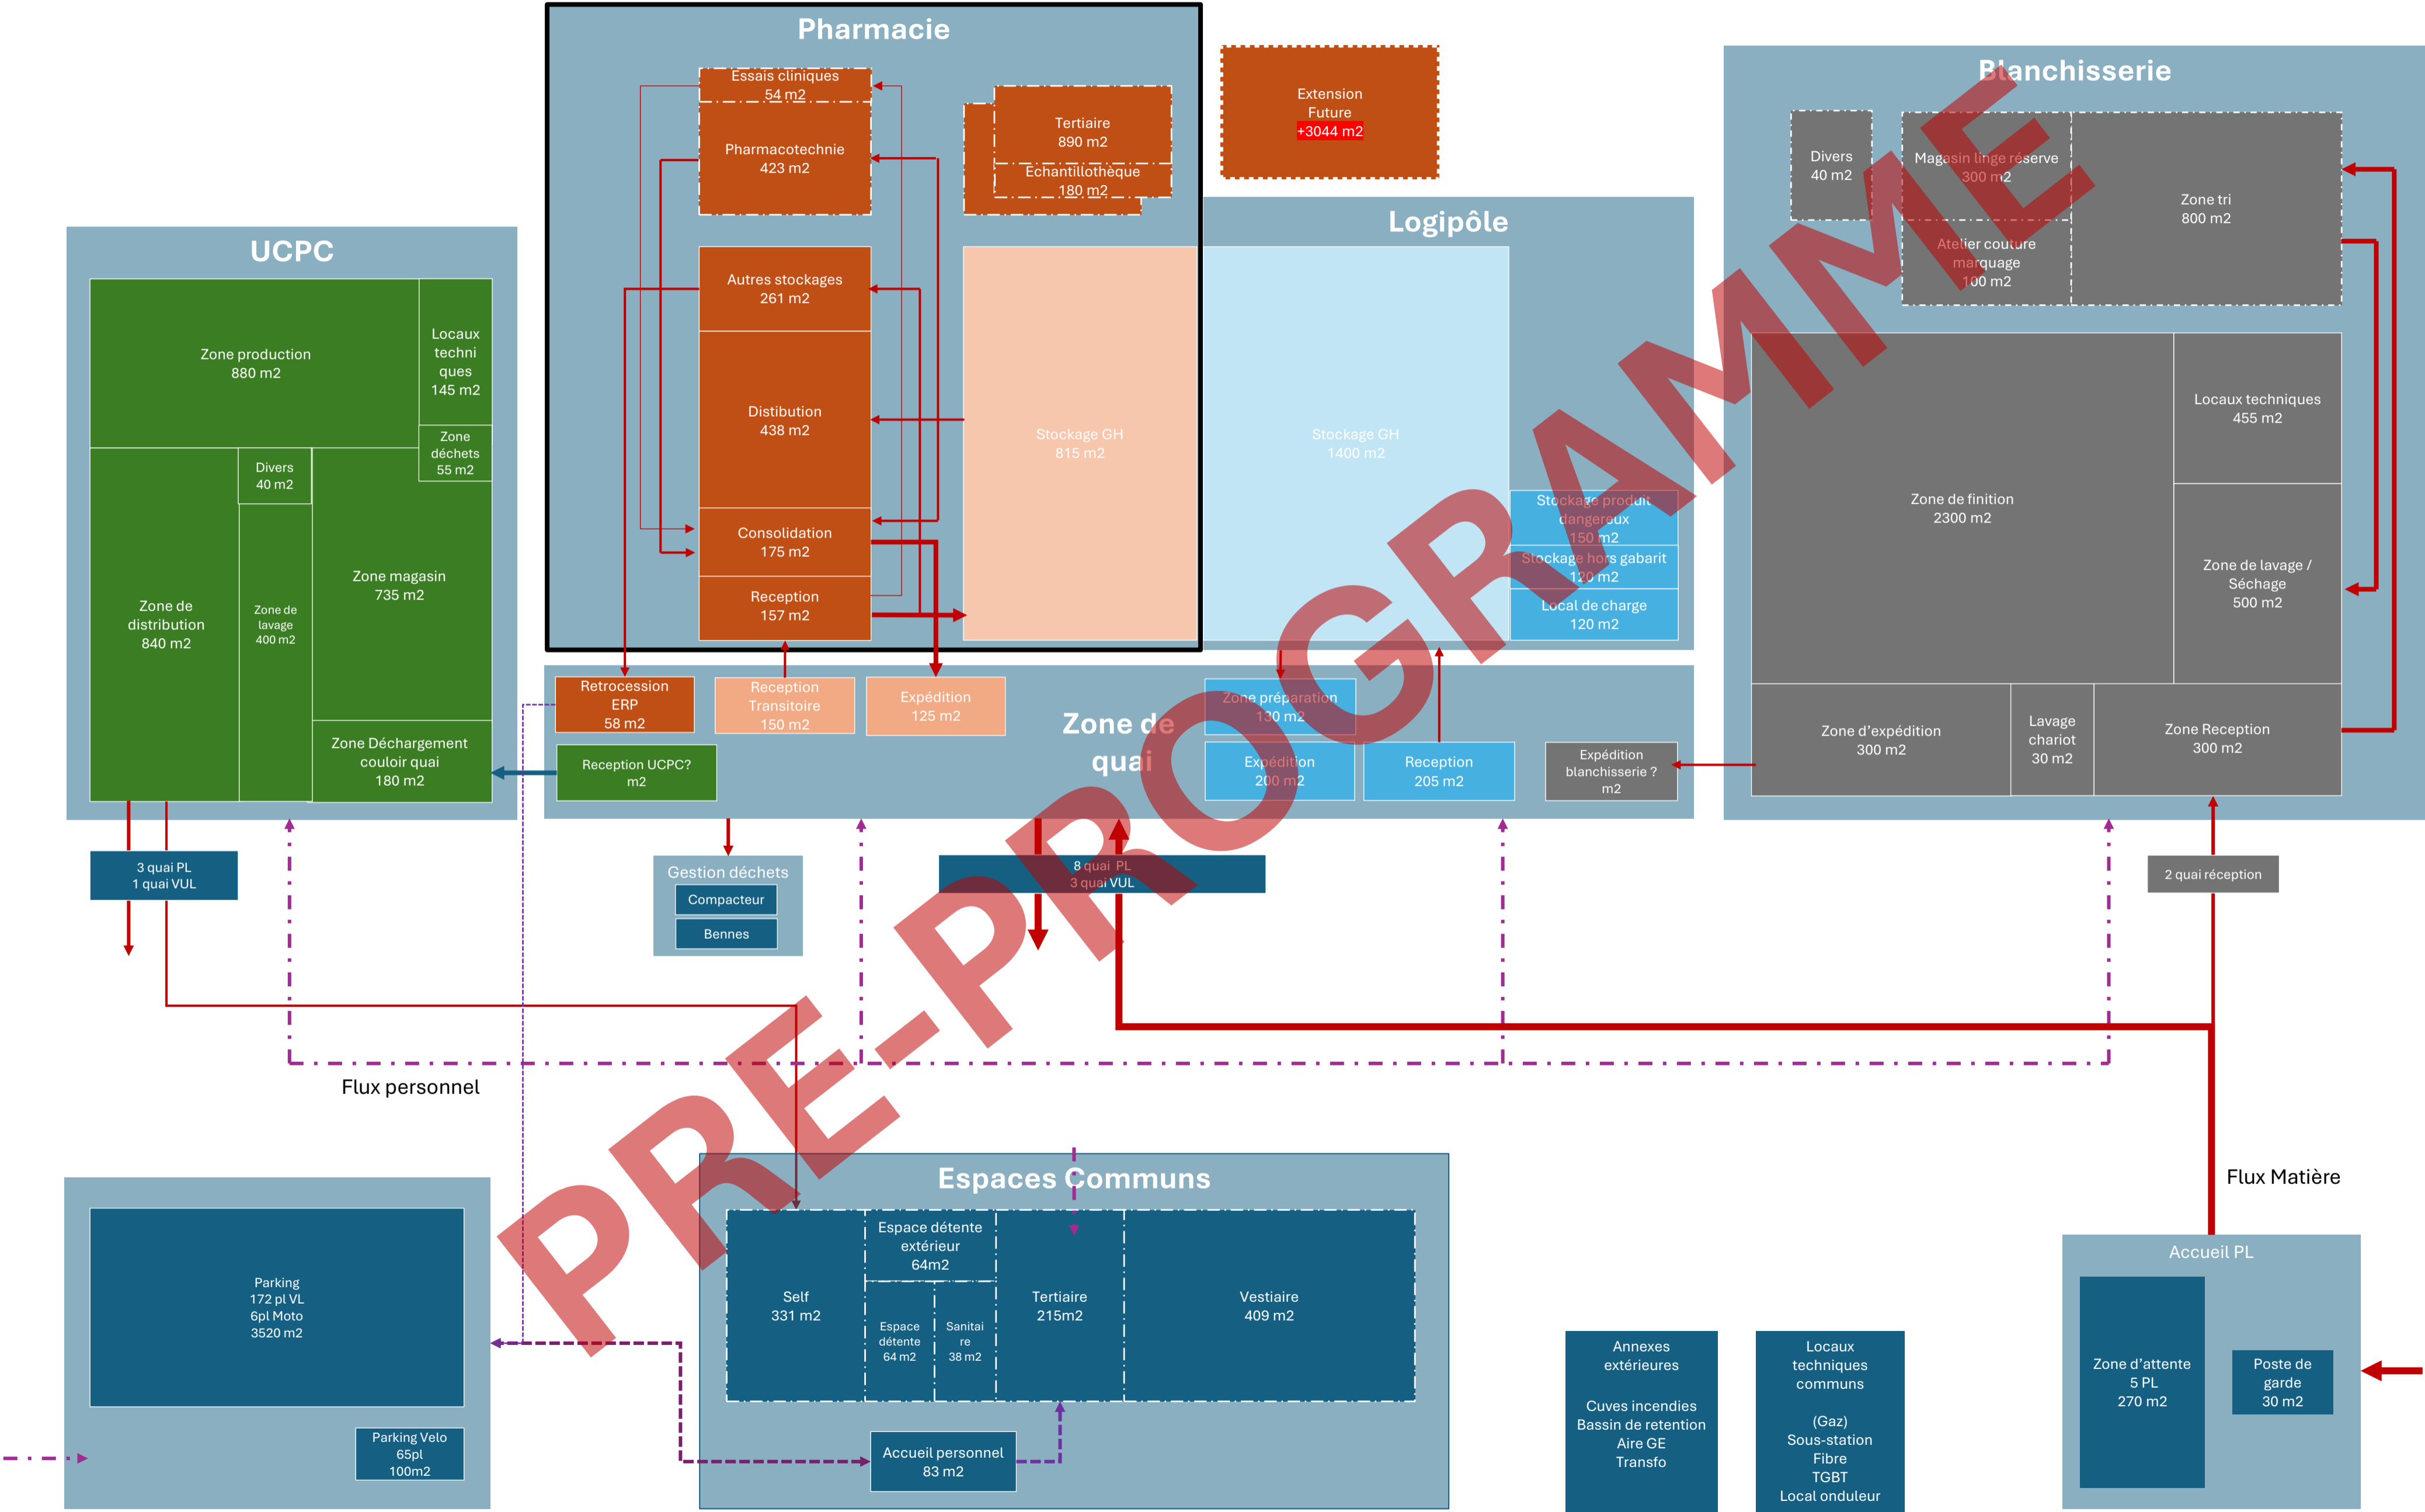 Pharmacie
Essais cliniques
54 m2
Pharmacotechnie
423 m2
Tertiaire
890 m2
Echantillothèque
180 m2
Autres stockages
261 m2
Distibution
438 m2
Consolidation
175 m2
Reception
157 m2
Stockage GH
815 m2
Extension
Future
+3044 m2
Logipôle
Stockage GH
1400 m2
Stockage produit
dangereux
150 m2
Stockage hors gabarit
120 m2
Local de charge
120 m2
Blanchisserie
Divers
40 m2
Magasin linge réserve
300 m2
Atelier couture
marquage
100 m2
Zone tri
800 m2
Zone de finition
2300 m2
Locaux techniques
455 m2
Zone de lavage /
Séchage
500 m2
Zone d'expédition
300 m2
Lavage
chariot
30 m2
Zone Reception
300 m2
UCPC
Zone production
880 m2
Locaux
techni
ques
145 m2
Zone
déchets
55 m2
Divers
40 m2
Zone de
distribution
840 m2
Zone de
lavage
400 m2
Zone magasin
735 m2
Zone Déchargement
couloir quai
180 m2
Retrocession
ERP
58 m2
Reception
Transitoire
150 m2
Expédition
125 m2
Reception UCPC?
m2
Zone de
quai
Zone préparation
130 m2
Expédition
200 m2
Reception
205 m2
Expédition
blanchisserie ?
m2
3 quai PL
1 quai VUL
Gestion déchets
Compacteur
Bennes
8 quai PL
3 quai VUL
2 quai réception
Flux personnel
Flux Matière
PRE-PROGRAMME
Parking
172 pl VL
6pl Moto
3520 m2
Parking Velo
65pl
100m2
Espaces Communs
Self
331 m2
Espace détente
extérieur
64m2
Espace
détente
64 m2
Sanitai
re
38 m2
Tertiaire
215m2
Vestiaire
409 m2
Accueil personnel
83 m2
Annexes
extérieures
Cuves incendies
Bassin de retention
Aire GE
Transfo
Locaux
techniques
communs
(Gaz)
Sous-station
Fibre
TGBT
Local onduleur
Accueil PL
Zone d'attente
5 PL
270 m2
Poste de
garde
30 m2